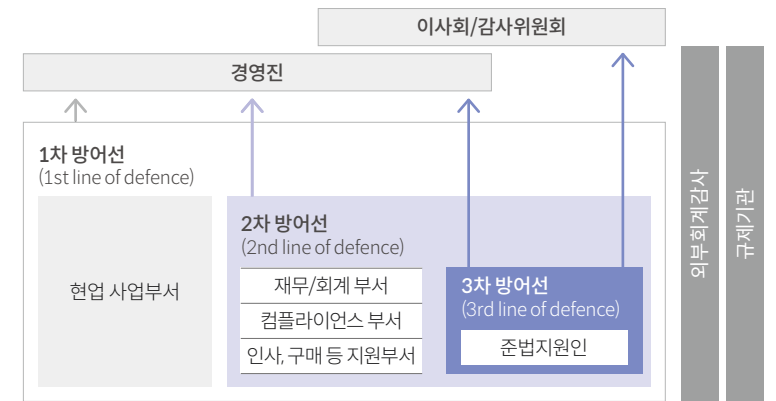 이사회/감사위원회
경영진
1차 방어선
(1st line of defence)
현업 사업부서
2차 방어선
(2nd line of defence)
재무/회계 부서
컴플라이언스 부서
인사, 구매 등 지원부서
3차 방어선
(3rd line of defence)
준법지원인
외부회계감사
규제기관